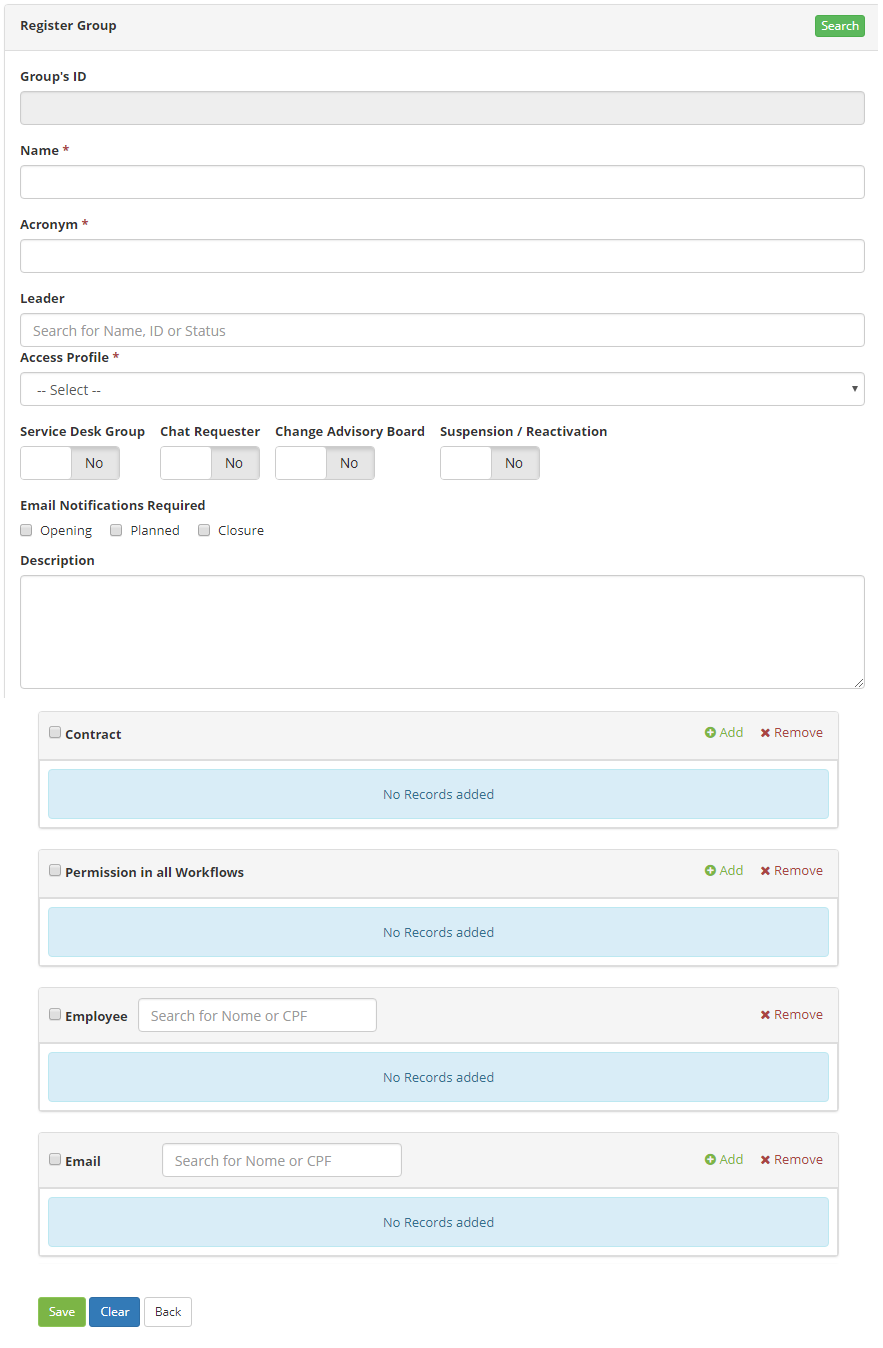 Register Group Search
Group's ID
Name *
Acronym *
Leader
Search for Name, ID or Status
Access Profile *
-- Select --
Service Desk Group Chat Requester Change Advisory Board Suspension / Reactivation
No No No No
Email Notifications Required
Opening Planned Closure
Description
Contract Add Remove
No Records added
Permission in all Workflows Add Remove
No Records added
Employee Search for Nome or CPF Remove
No Records added
Email Search for Nome or CPF Add Remove
No Records added
Save Clear Back